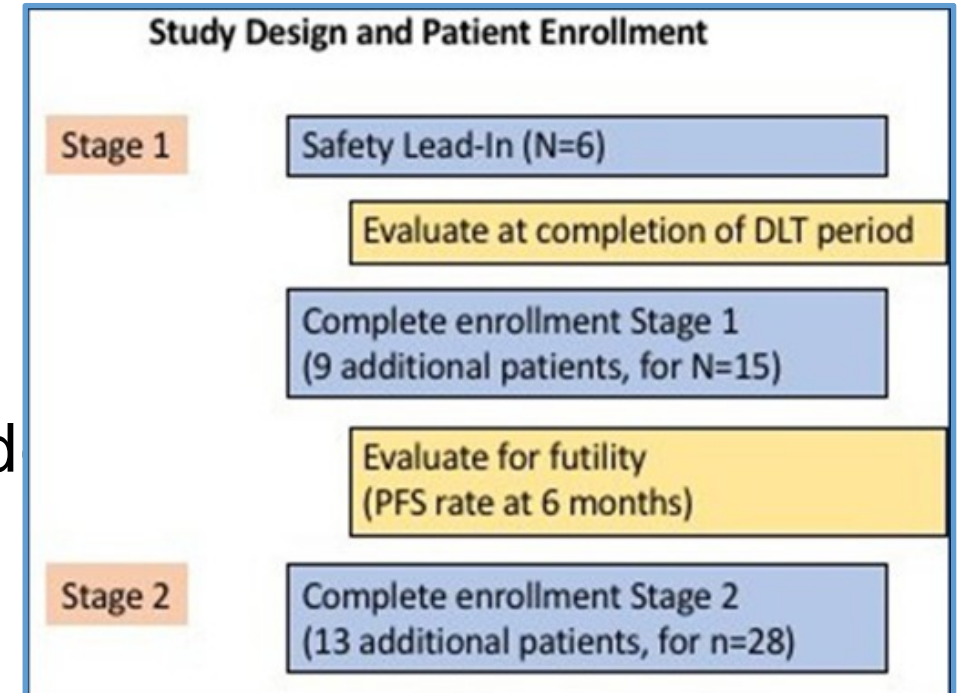 Study Design and Patient Enrollment
Stage 1
Safety Lead-In (N=6)
Evaluate at completion of DLT period
Complete enrollment Stage 1
(9 additional patients, for N=15)
d
Evaluate for futility
(PFS rate at 6 months)
Stage 2
Complete enrollment Stage 2
(13 additional patients, for n=28)